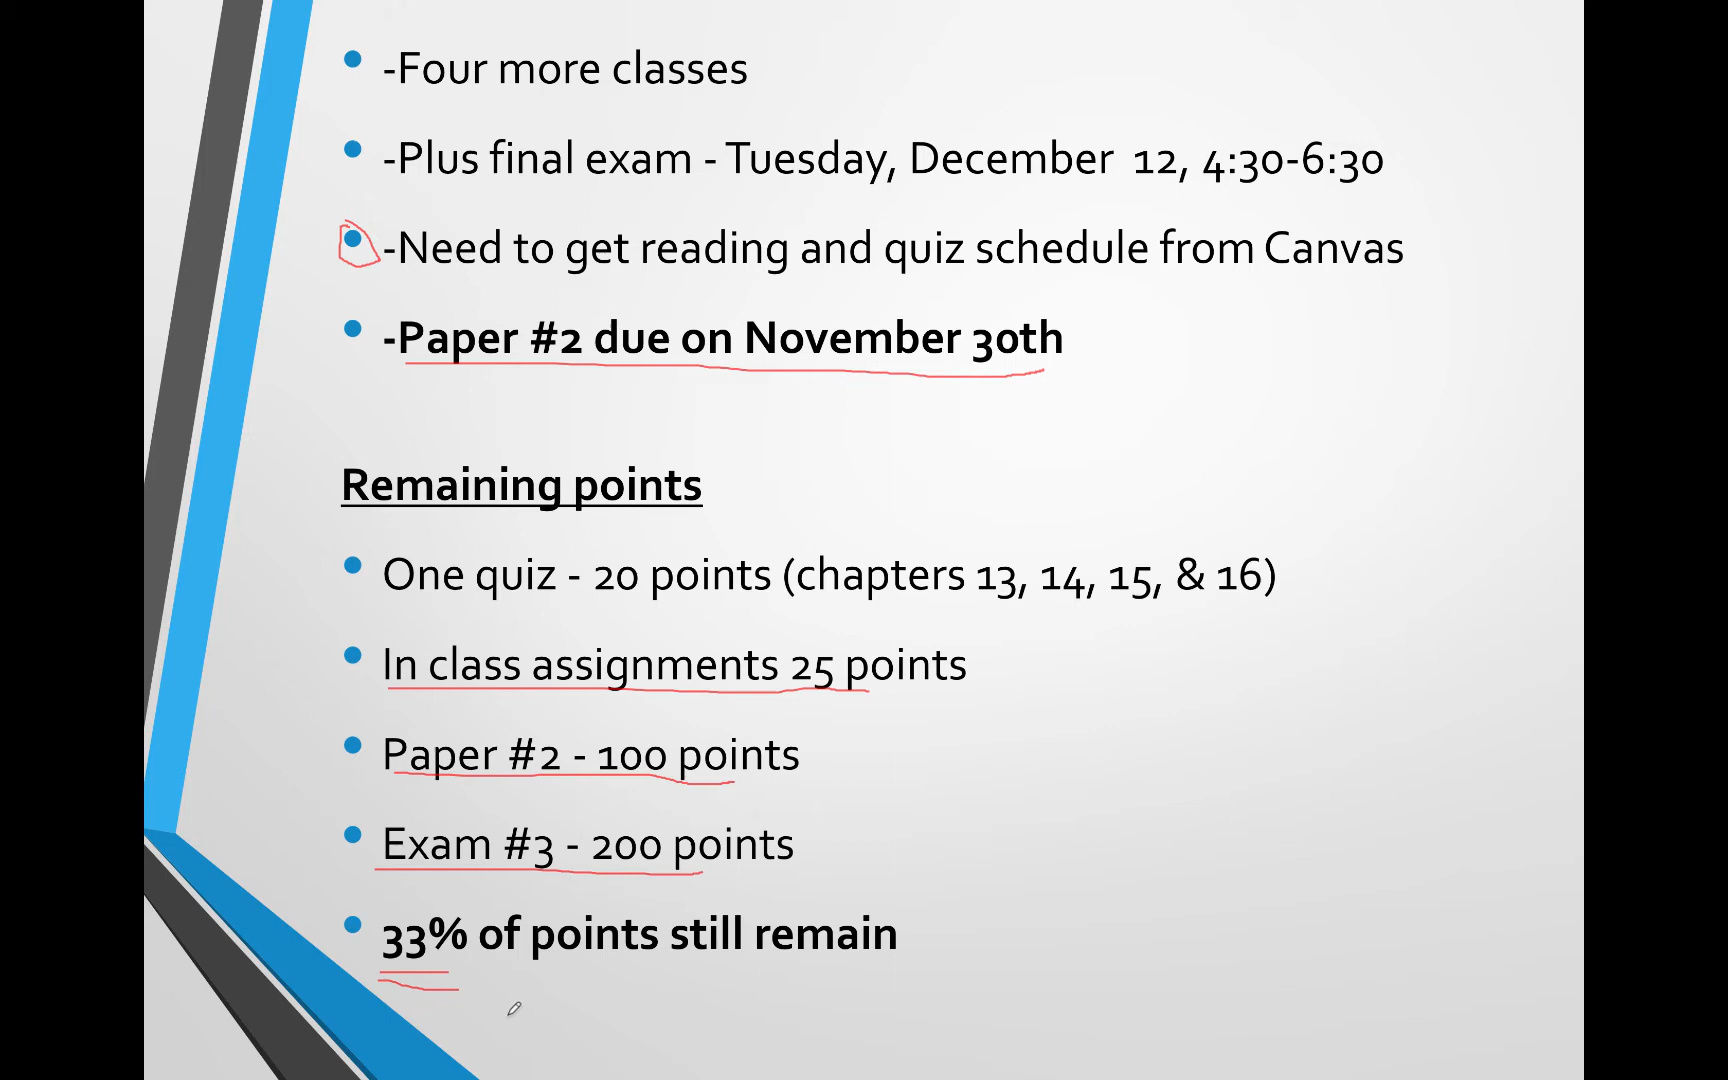 -Four more classes
-Plus final exam - Tuesday, December 12, 4:30-6:30
-Need to get reading and quiz schedule from Canvas
-Paper #2 due on November 30th
Remaining points
One quiz - 20 points (chapters 13, 14, 15, & 16)
In class assignments 25 points
Paper #2 - 100 points
Exam #3 - 200 points
33% of points still remain